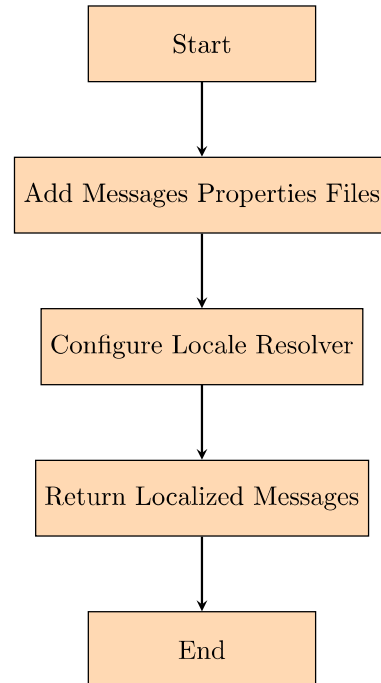 Start
Add Messages Properties Files
Configure Locale Resolver
Return Localized Messages
End